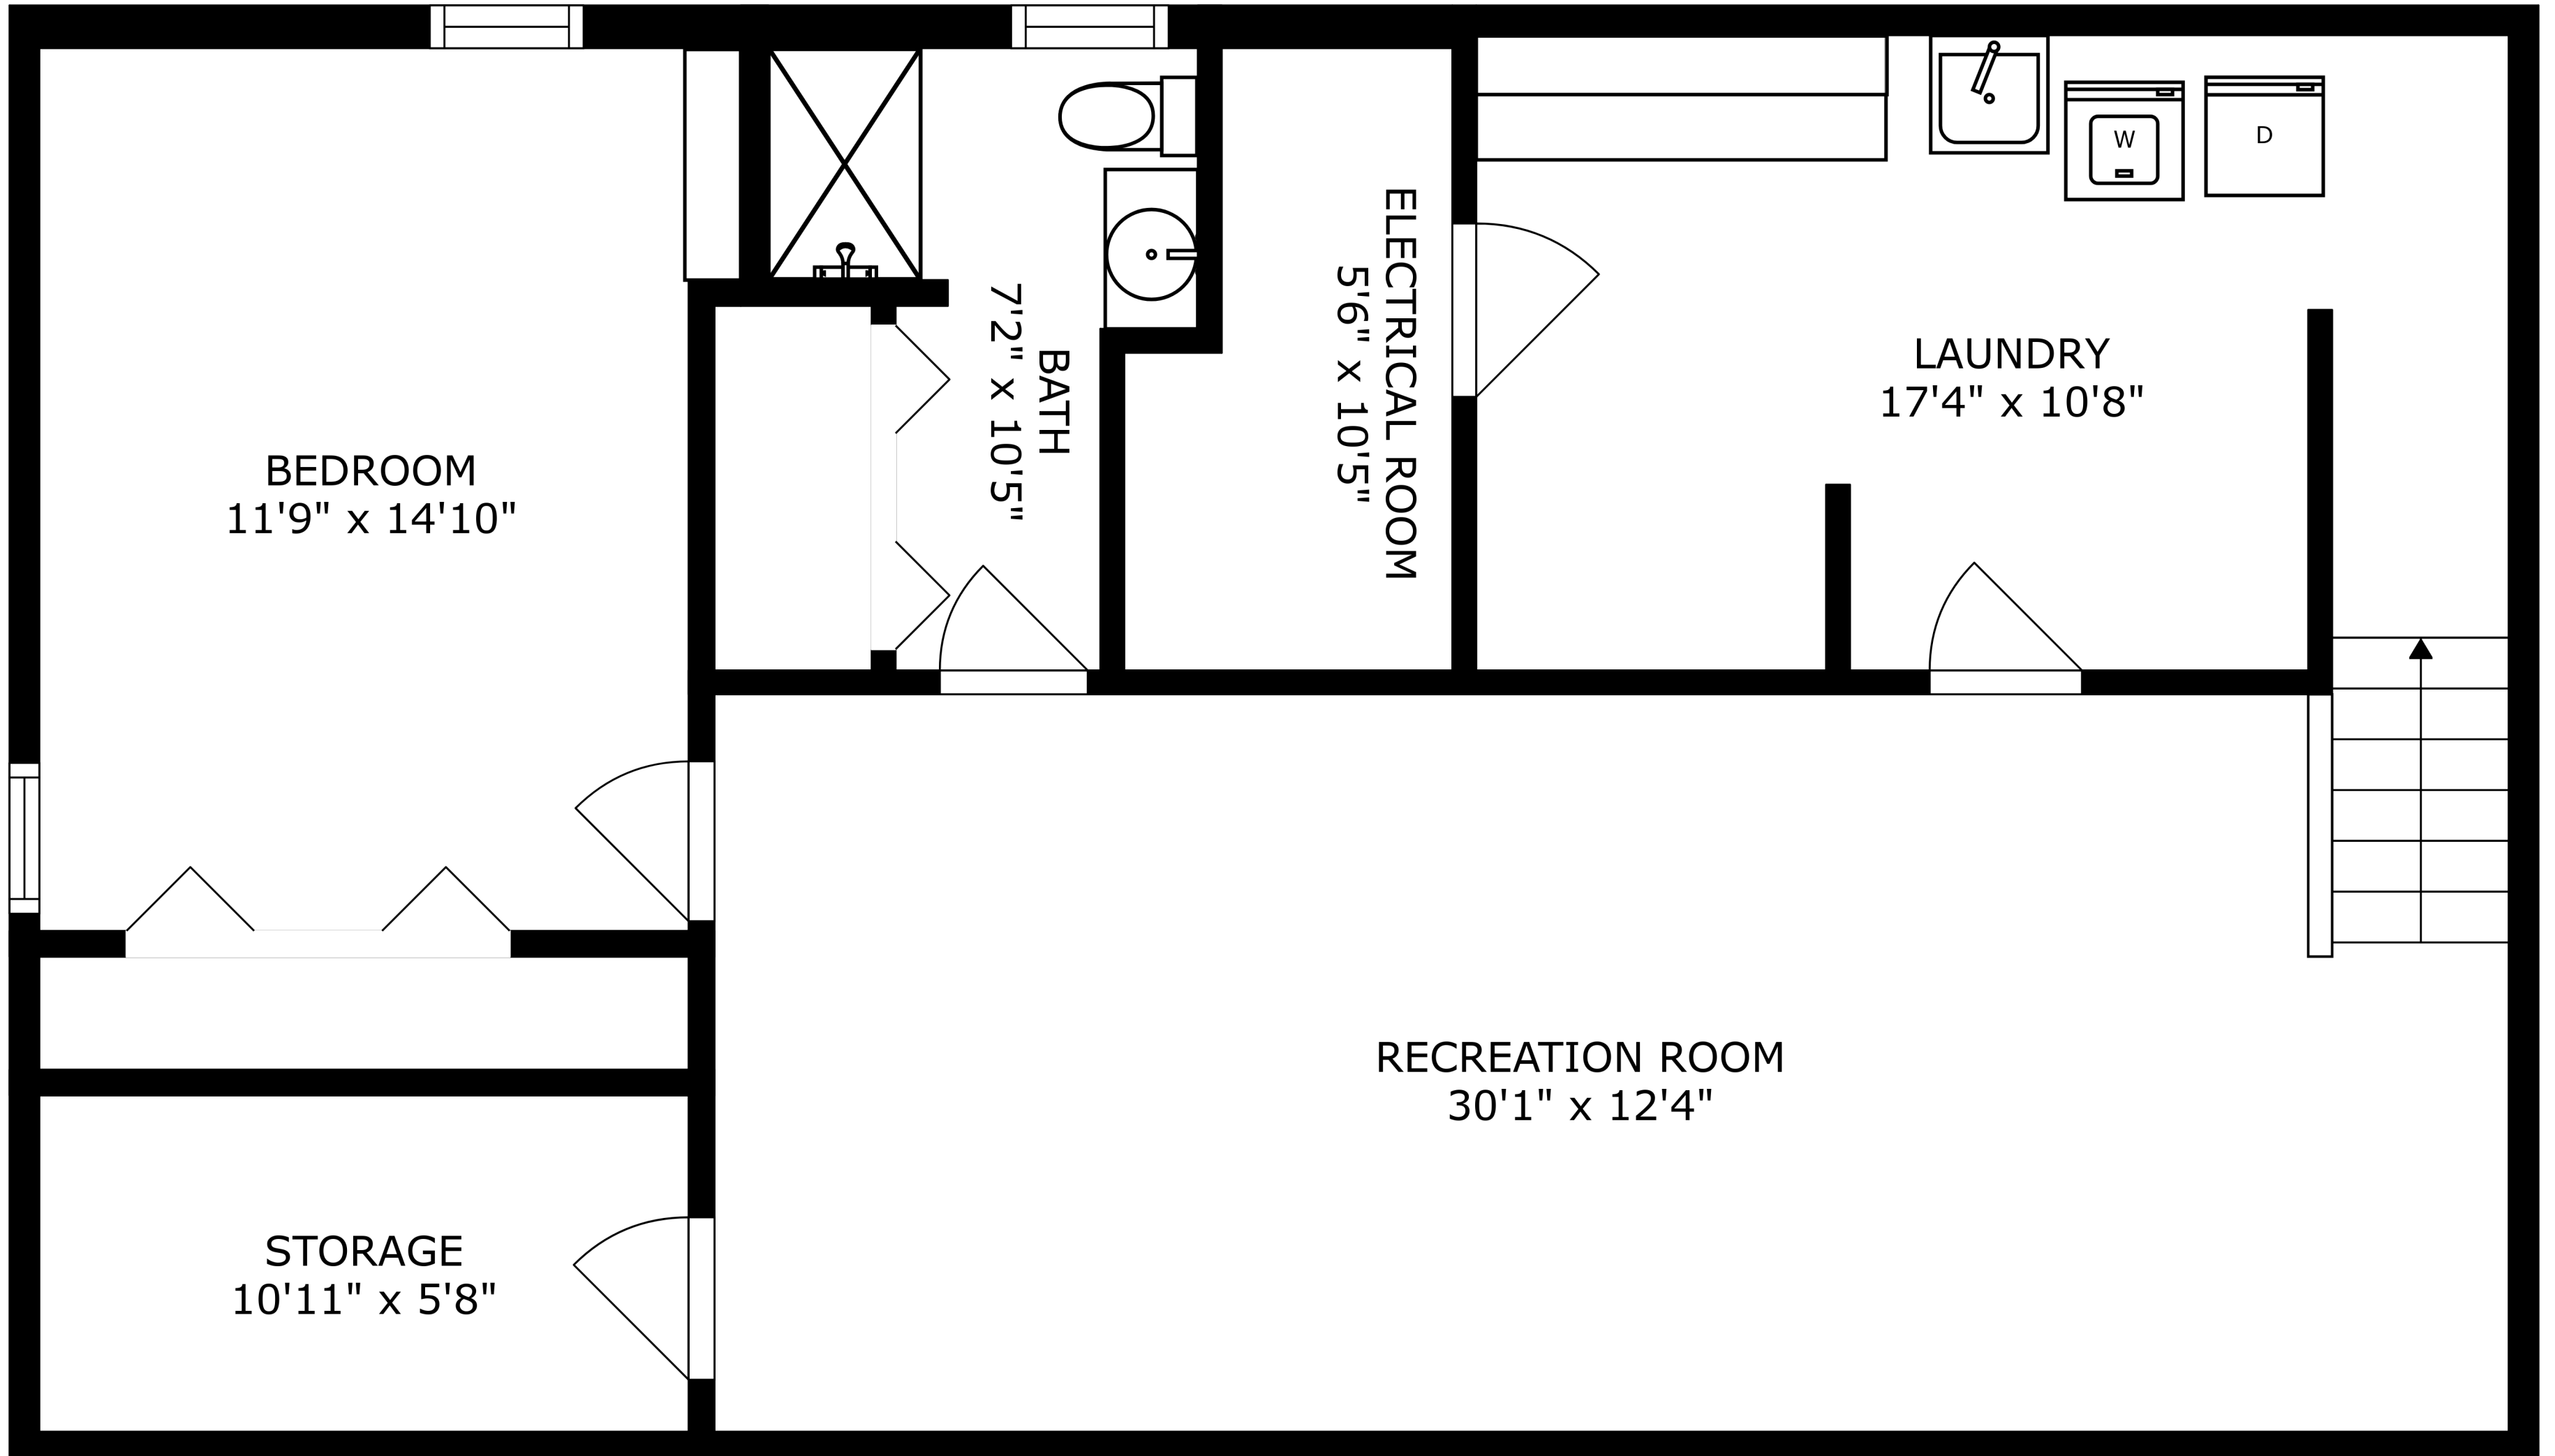 BEDROOM
11'9" x 14'10"
BATH
7'2" x 10'5"
ELECTRICAL ROOM
5'6" x 10'5"
W
D
LAUNDRY
17'4" x 10'8"
RECREATION ROOM
30'1" x 12'4"
STORAGE
10'11" x 5'8"